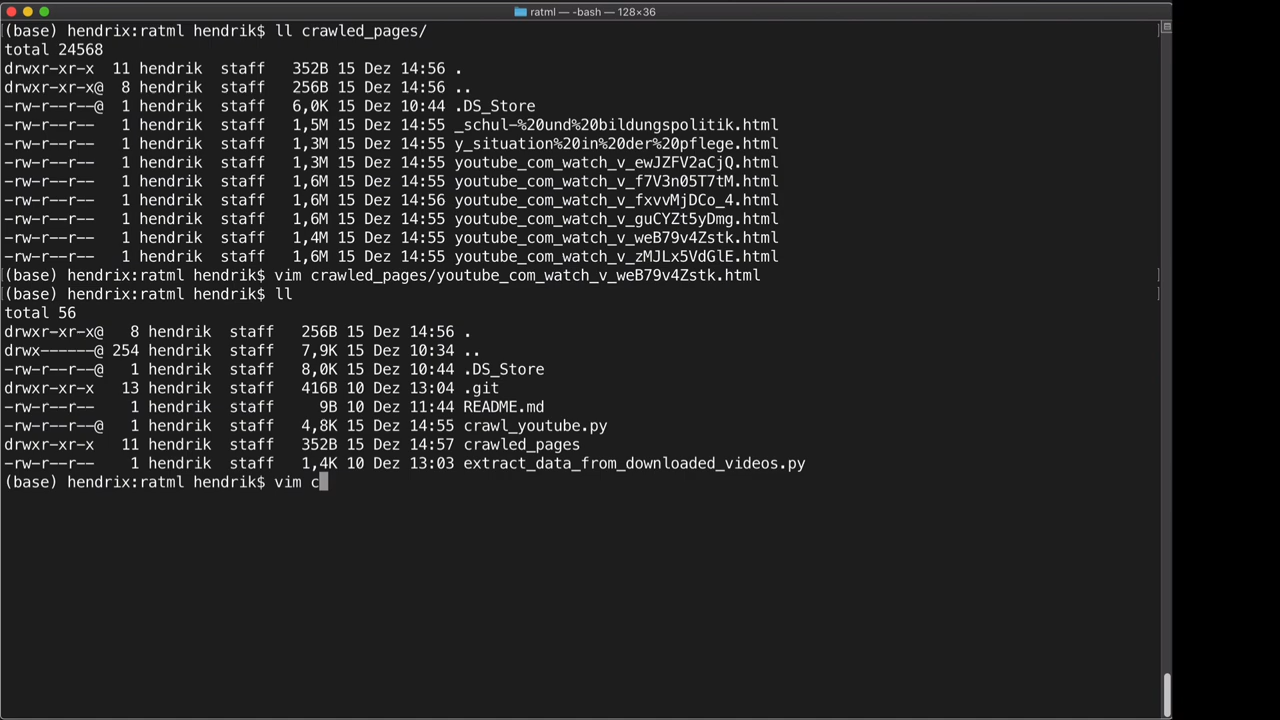 ratml — -bash — 128×36
(base) hendrix:ratml hendrik$ ll crawled_pages/
total 24568
drwxr-xr-x  11 hendrik  staff   352B 15 Dez 14:56 .
drwxr-xr-x@  8 hendrik  staff   256B 15 Dez 14:56 ..
-rw-r--r--@  1 hendrik  staff   6,0K 15 Dez 10:44 .DS_Store
-rw-r--r--   1 hendrik  staff   1,5M 15 Dez 14:55 _schul-%20und%20bildungspolitik.html
-rw-r--r--   1 hendrik  staff   1,3M 15 Dez 14:55 y_situation%20in%20der%20pflege.html
-rw-r--r--   1 hendrik  staff   1,3M 15 Dez 14:55 youtube_com_watch_v_ewJZFV2aCjQ.html
-rw-r--r--   1 hendrik  staff   1,6M 15 Dez 14:55 youtube_com_watch_v_f7V3n05T7tM.html
-rw-r--r--   1 hendrik  staff   1,6M 15 Dez 14:56 youtube_com_watch_v_fxvvMjDCo_4.html
-rw-r--r--   1 hendrik  staff   1,6M 15 Dez 14:55 youtube_com_watch_v_guCYZt5yDmg.html
-rw-r--r--   1 hendrik  staff   1,4M 15 Dez 14:55 youtube_com_watch_v_weB79v4Zstk.html
-rw-r--r--   1 hendrik  staff   1,6M 15 Dez 14:55 youtube_com_watch_v_zMJLx5VdGlE.html
(base) hendrix:ratml hendrik$ vim crawled_pages/youtube_com_watch_v_weB79v4Zstk.html
(base) hendrix:ratml hendrik$ ll
total 56
drwxr-xr-x@   8 hendrik  staff   256B 15 Dez 14:56 .
drwx------@ 254 hendrik  staff   7,9K 15 Dez 10:34 ..
-rw-r--r--@   1 hendrik  staff   8,0K 15 Dez 10:44 .DS_Store
drwxr-xr-x   13 hendrik  staff   416B 10 Dez 13:04 .git
-rw-r--r--    1 hendrik  staff     9B 10 Dez 11:44 README.md
-rw-r--r--@   1 hendrik  staff   4,8K 15 Dez 14:55 crawl_youtube.py
drwxr-xr-x   11 hendrik  staff   352B 15 Dez 14:57 crawled_pages
-rw-r--r--    1 hendrik  staff   1,4K 10 Dez 13:03 extract_data_from_downloaded_videos.py
(base) hendrix:ratml hendrik$ vim c